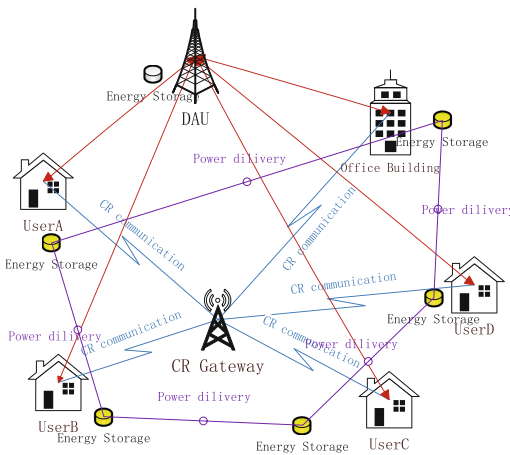 Energy Storage
DAU
Energy Storage
Power dilivery
Office Building
CR communication
CR communication
Power dilivery
UserA
Energy Storage
CR communication
Energy Storage
UserD
Power dilivery
CR communication
CR communication
Power dilivery
CR Gateway
Power dilivery
UserB
Energy Storage
UserC
Energy Storage